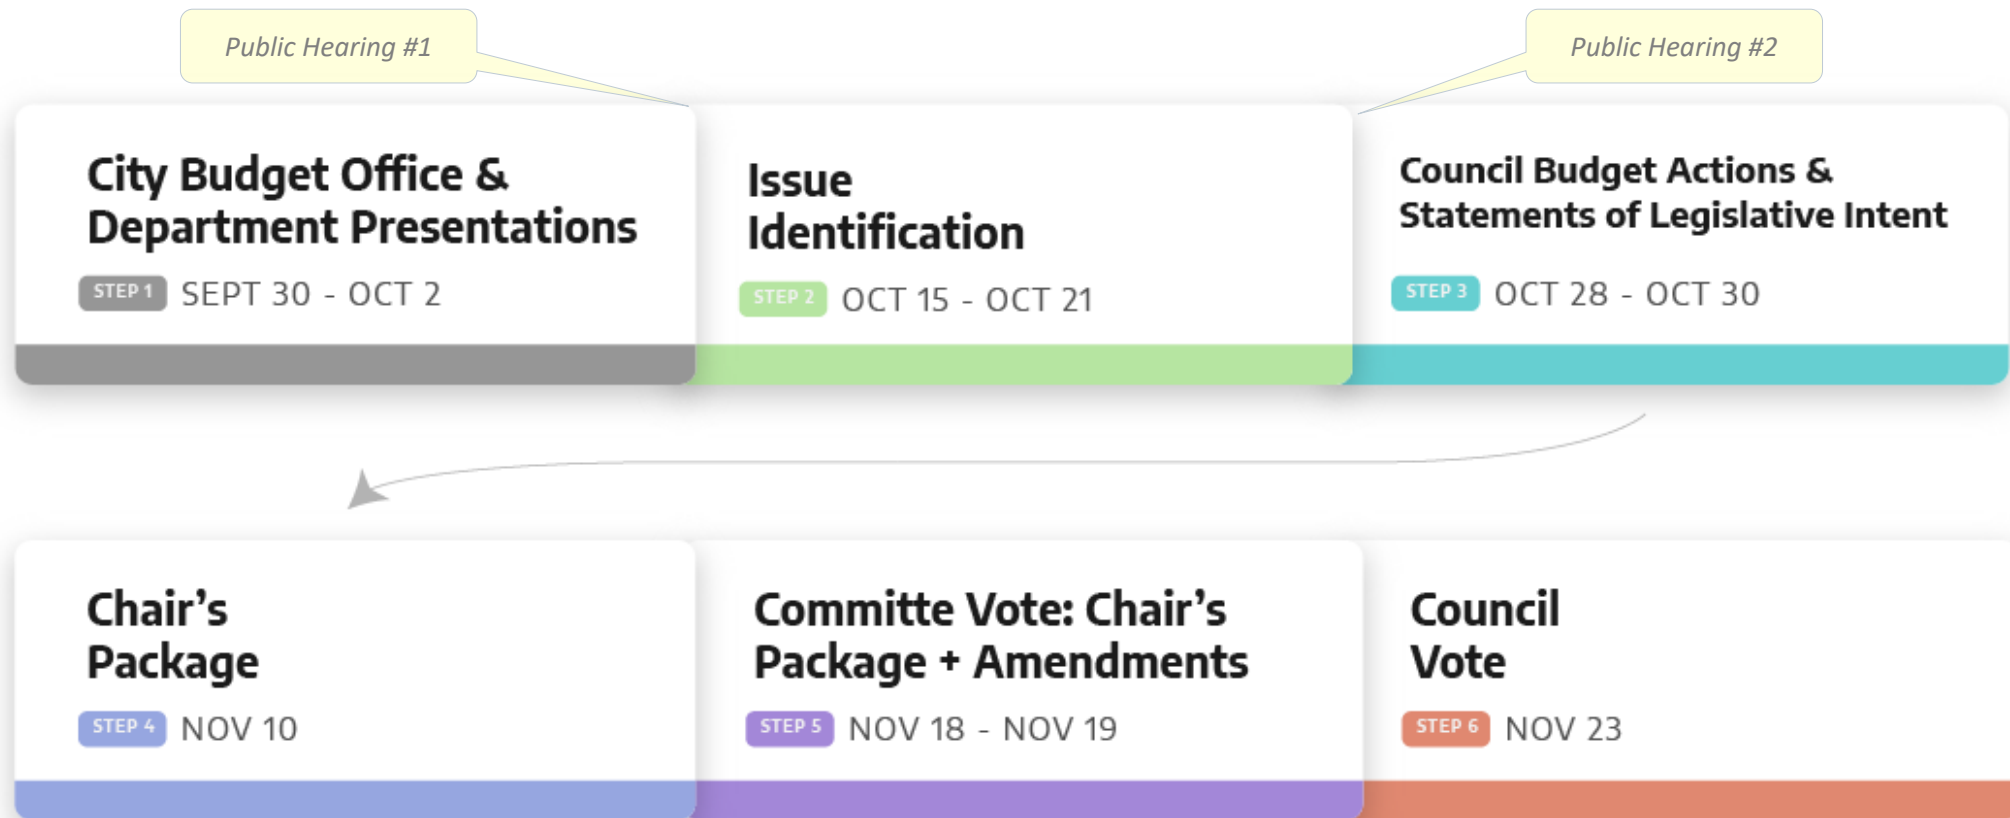 Public Hearing #1
Public Hearing #2
City Budget Office &
Department Presentations
STEP 1 SEPT 30 - OCT 2
Issue
Identification
STEP 2 OCT 15 - OCT 21
Council Budget Actions &
Statements of Legislative Intent
STEP 3 OCT 28 - OCT 30
Chair’s
Package
STEP 4 NOV 10
Committe Vote: Chair’s
Package + Amendments
STEP 5 NOV 18 - NOV 19
Council
Vote
STEP 6 NOV 23